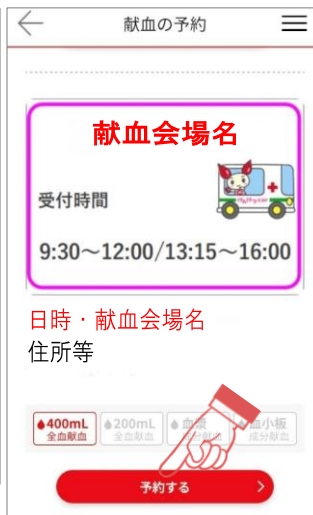 献血の予約
献血会場名
受付時間
9:30～12:00/13:15～16:00
日時・献血会場名
住所等
400mL 200mL 血漿 血小板
全血献血 全血献血 成分献血 成分献血
予約する